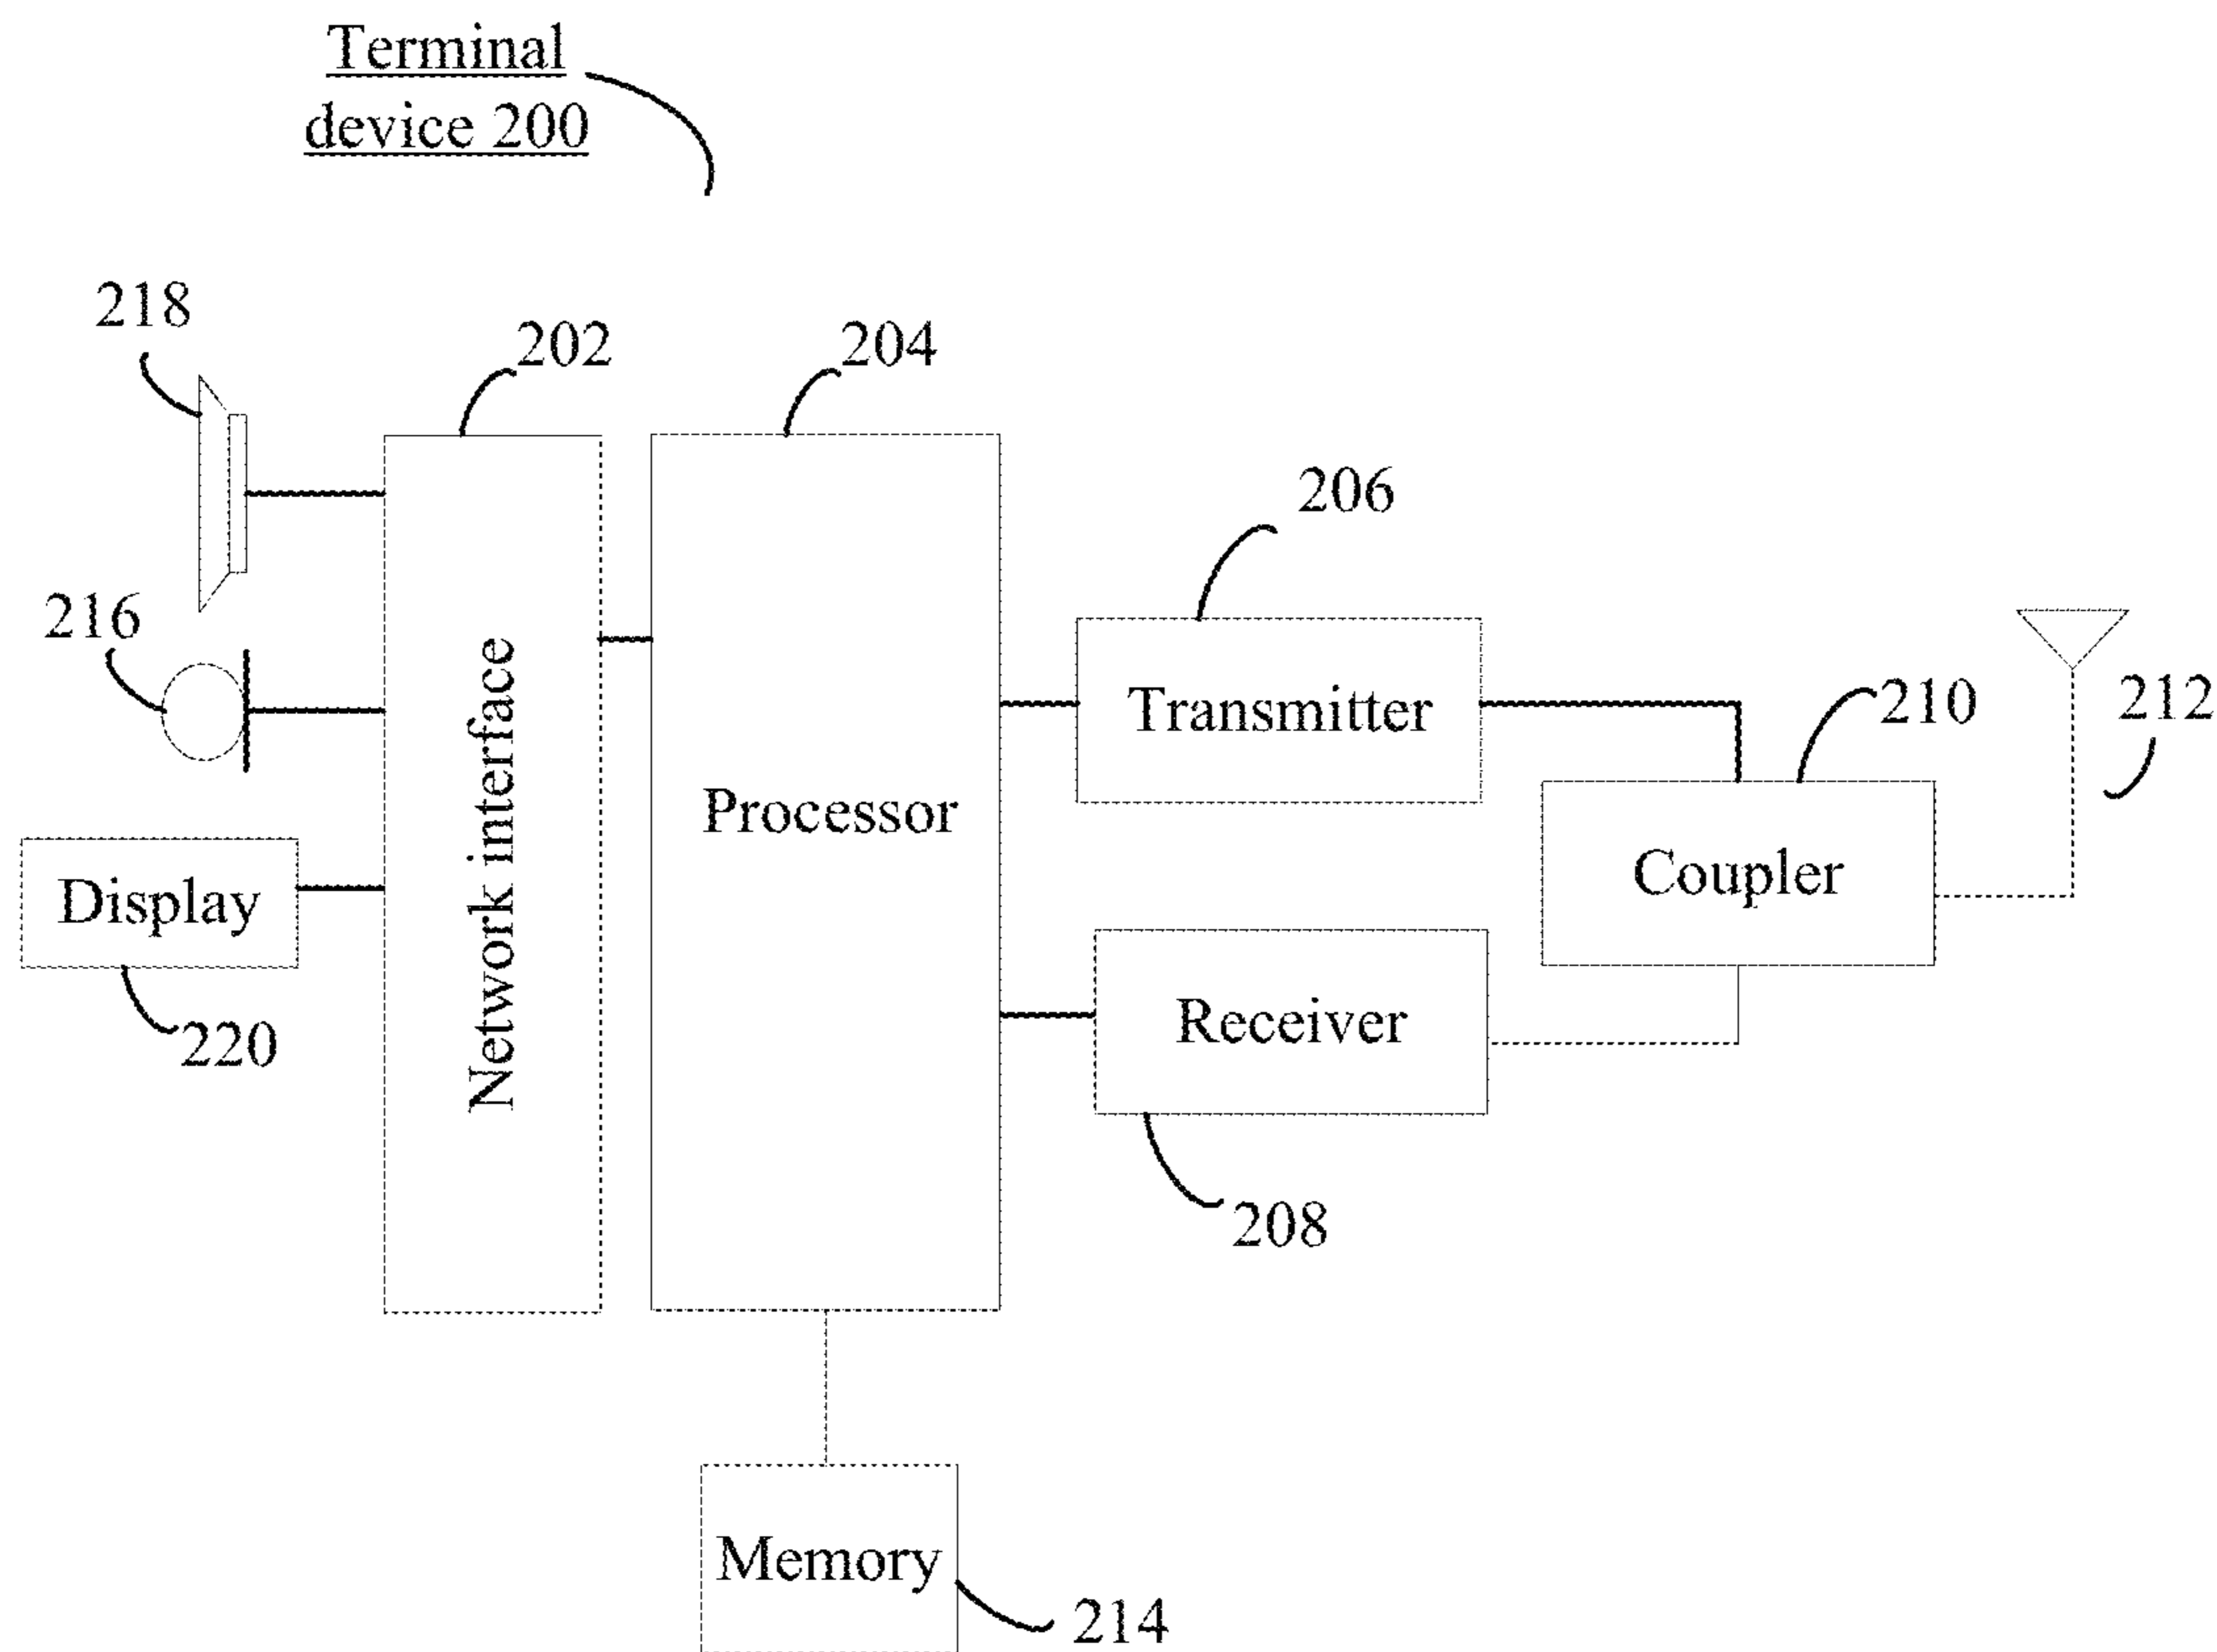 Terminal
device 200
218
202
204
206
216
Network interface
Transmitter
210
212
Processor
Coupler
Display
Receiver
220
208
Memory
214